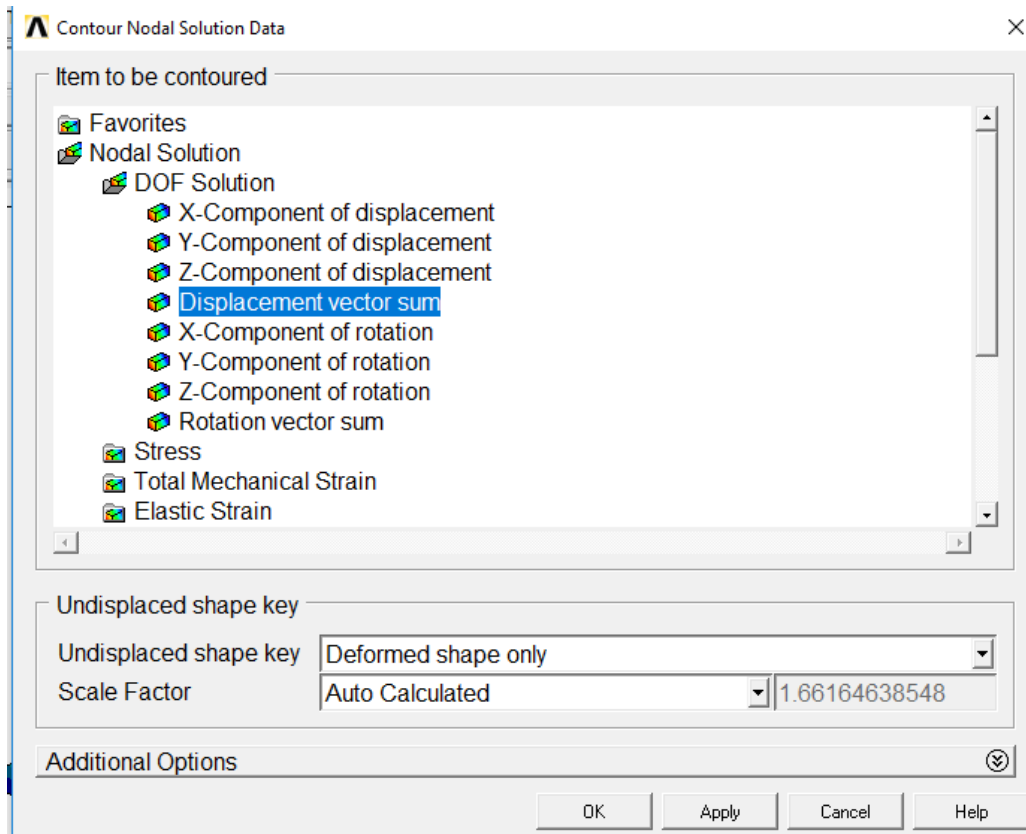 Contour Nodal Solution Data
Item to be contoured
Favorites
Nodal Solution
DOF Solution
X-Component of displacement
Y-Component of displacement
Z-Component of displacement
Displacement vector sum
X-Component of rotation
Y-Component of rotation
Z-Component of rotation
Rotation vector sum
Stress
Total Mechanical Strain
Elastic Strain
Undisplaced shape key
Undisplaced shape key Deformed shape only
Scale Factor Auto Calculated 1.66164638548
Additional Options
OK Apply Cancel Help